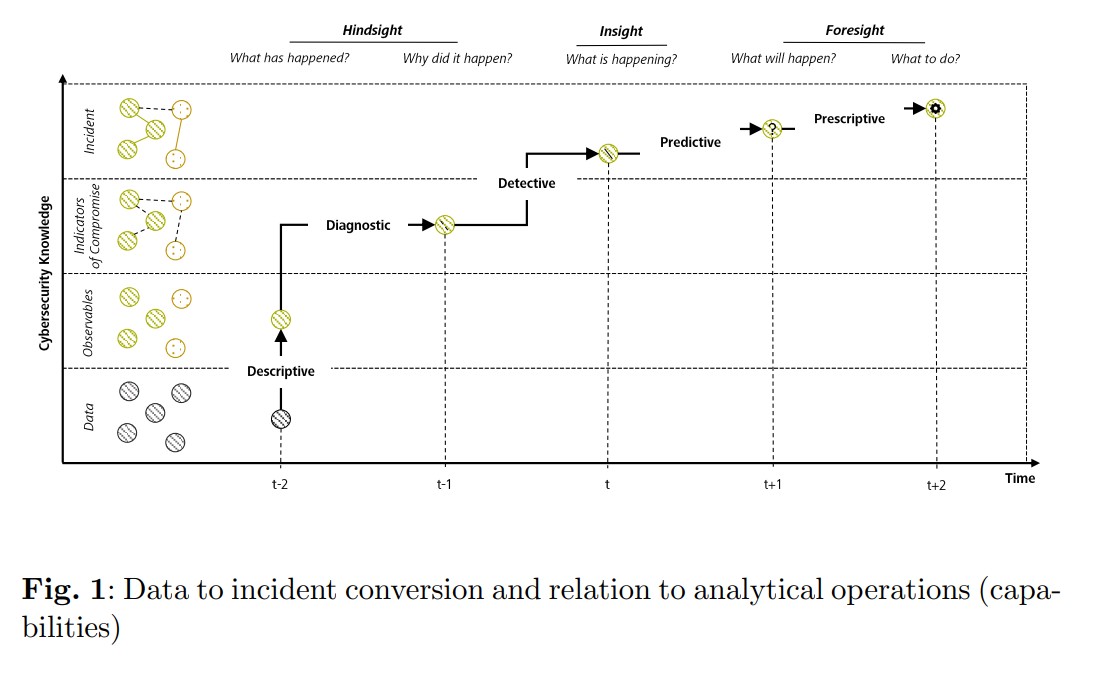 Hindsight
Insight
Foresight
What has happened?
Why did it happen?
What is happening?
What will happen?
What to do?
Cybersecurity Knowledge
Incident
Prescriptive
?
Predictive
Indicators
of Compromise
Detective
Diagnostic
Observables
Descriptive
Data
t-2
t-1
t
t+1
t+2
Time
Fig. 1: Data to incident conversion and relation to analytical operations (capa-
bilities)